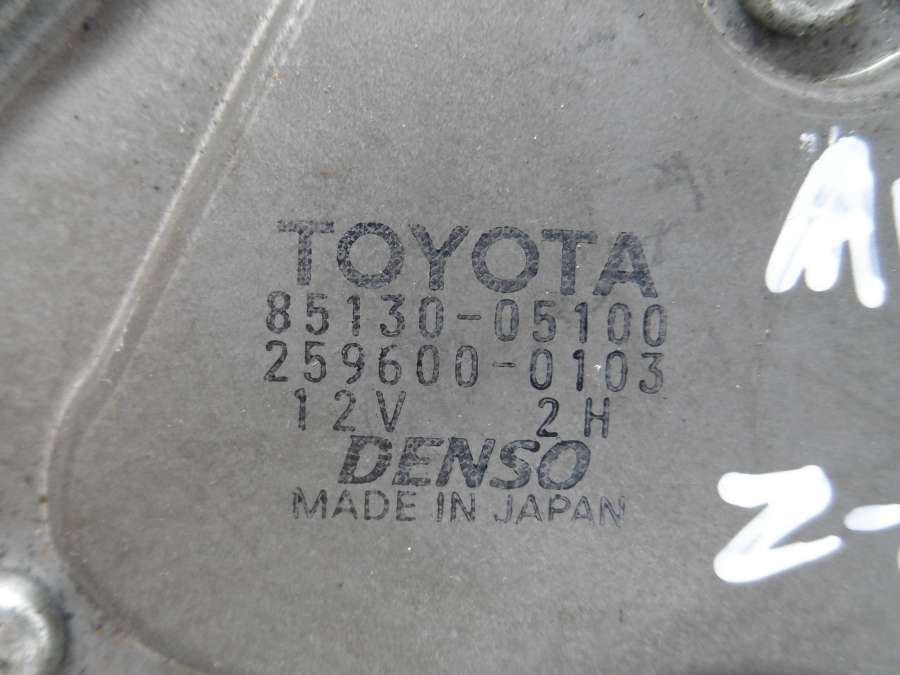 TOYOTA
85130-05100
259600-0103
12V 2H
DENSO
MADE IN JAPAN